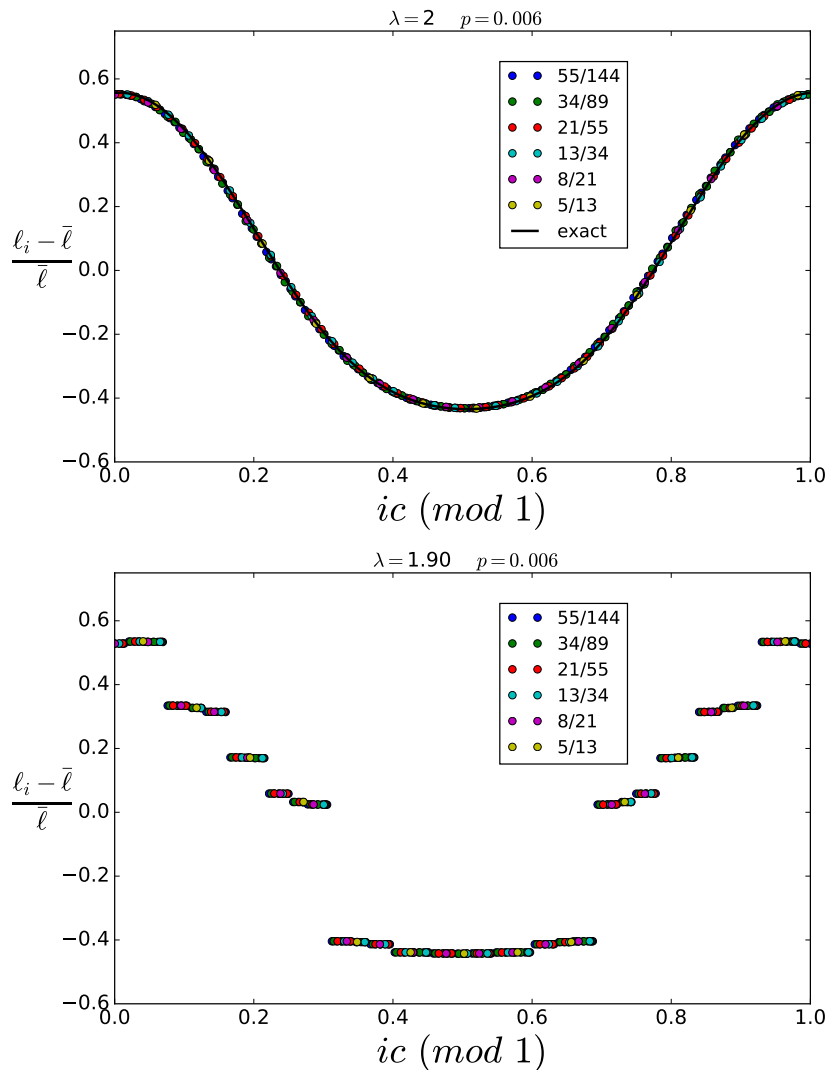 λ = 2 p = 0.006
0.6
0.4
0.2
0.0
−0.2
−0.4
−0.6
ℓᵢ − ℓ̄
ℓ̄
55/144
34/89
21/55
13/34
8/21
5/13
exact
0.0 0.2 0.4 0.6 0.8 1.0
ic (mod 1)
λ = 1.90 p = 0.006
0.6
0.4
0.2
0.0
−0.2
−0.4
−0.6
ℓᵢ − ℓ̄
ℓ̄
55/144
34/89
21/55
13/34
8/21
5/13
0.0 0.2 0.4 0.6 0.8 1.0
ic (mod 1)